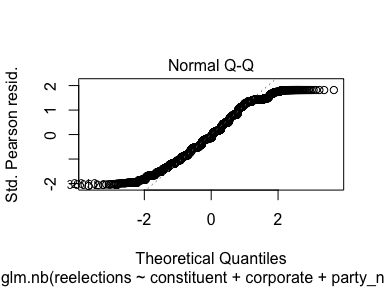 Normal Q-Q
Std. Pearson resid.
2
1
0
-2
-2
0
2
Theoretical Quantiles
glm.nb(reelections ~ constituent + corporate + party_n